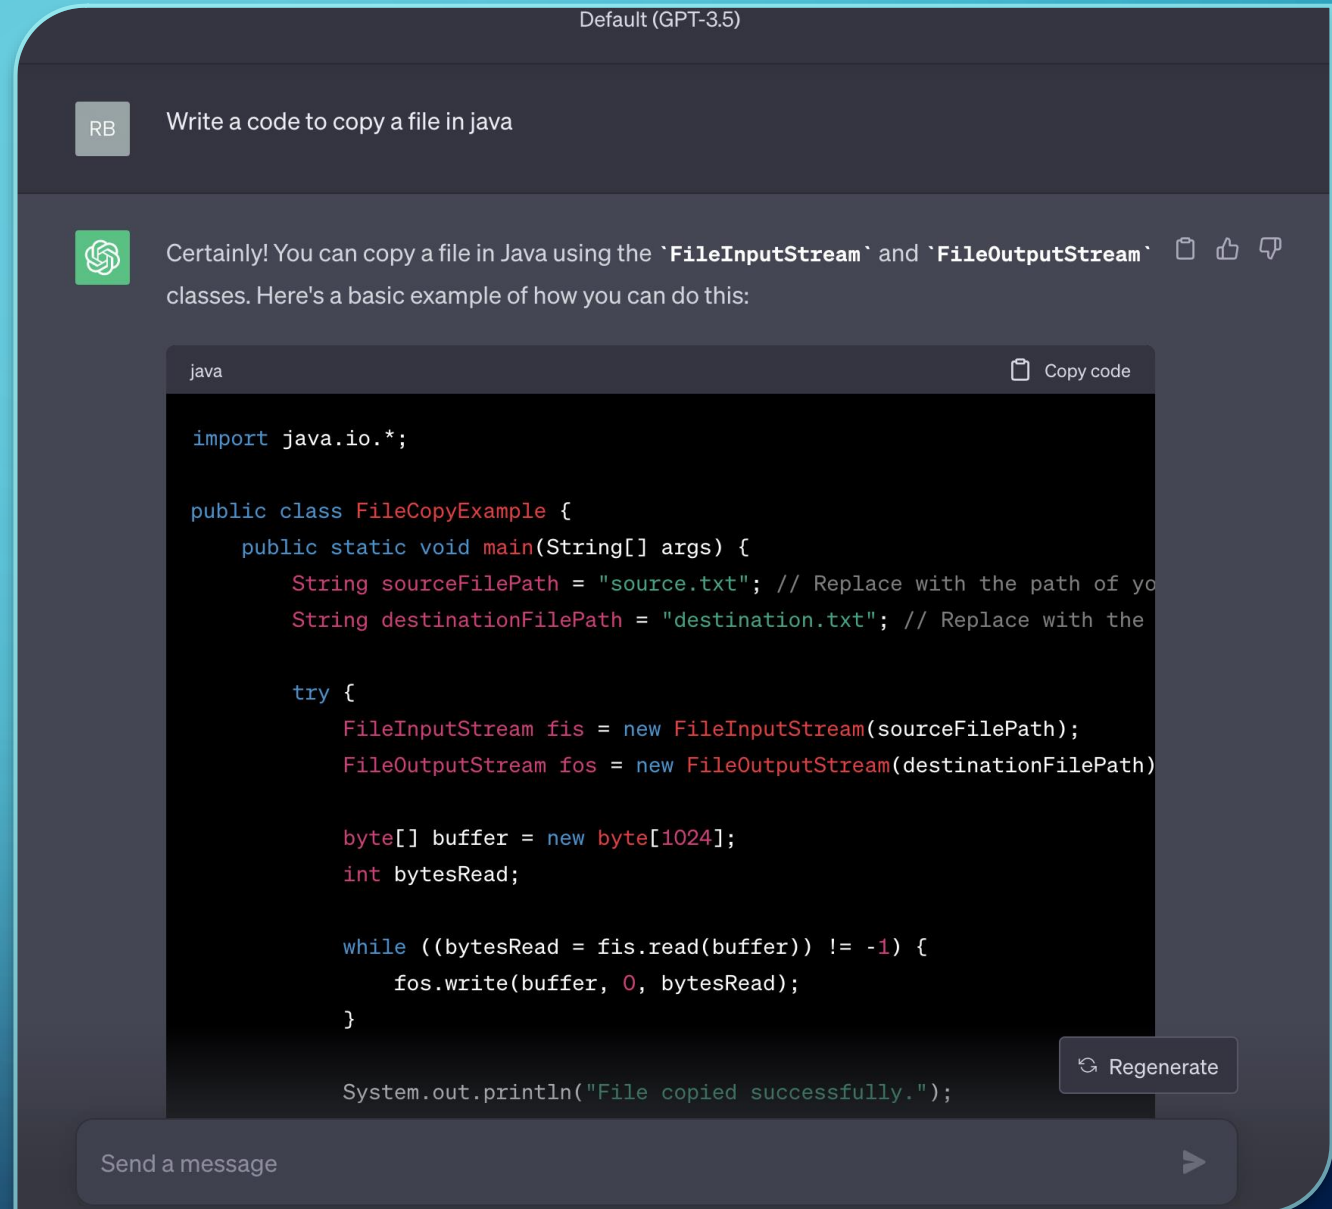 Default (GPT-3.5)
RB
Write a code to copy a file in java
Certainly! You can copy a file in Java using the `FileInputStream` and `FileOutputStream`
classes. Here's a basic example of how you can do this:
java
Copy code
import java.io.*;
public class FileCopyExample {
    public static void main(String[] args) {
        String sourceFilePath = "source.txt"; // Replace with the path of yo
        String destinationFilePath = "destination.txt"; // Replace with the
        try {
            FileInputStream fis = new FileInputStream(sourceFilePath);
            FileOutputStream fos = new FileOutputStream(destinationFilePath)
            byte[] buffer = new byte[1024];
            int bytesRead;
            while ((bytesRead = fis.read(buffer)) != -1) {
                fos.write(buffer, 0, bytesRead);
            }
            System.out.println("File copied successfully.");
Regenerate
Send a message